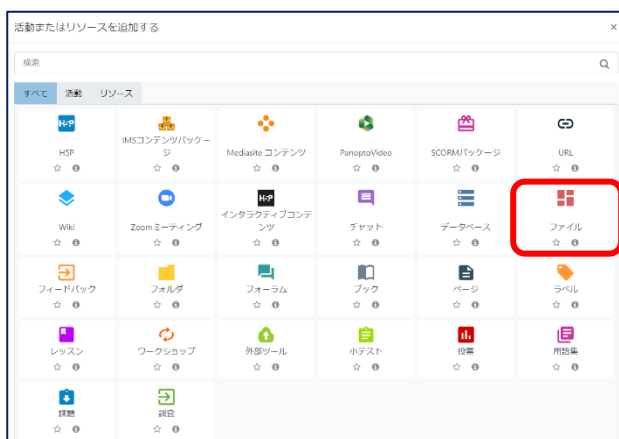 活動またはリソースを追加する ×
検索
すべて 活動 リソース
H-P
H5P
IMSコンテンツパッケー
ジ
Mediasite コンテンツ
PanoptoVideo
SCORMパッケージ
URL
Wiki
Zoom ミーティング
H-P
インタラクティブコンテ
ンツ
チャット
データベース
ファイル
フィードバック
フォルダ
フォーラム
ブック
ページ
ラベル
レッスン
ワークショップ
外部ツール
小テスト
投票
用語集
課題
調査